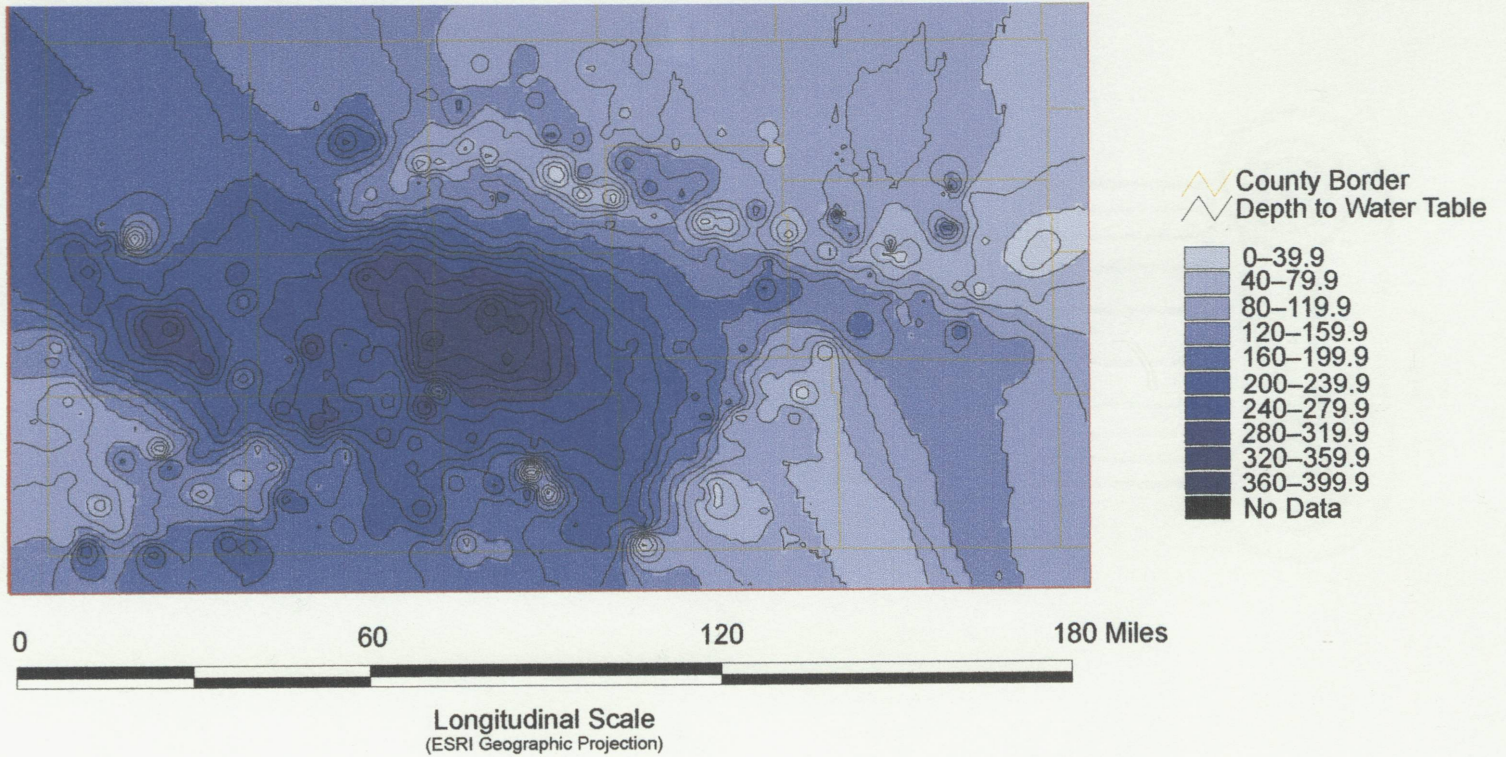 County Border
Depth to Water Table
0–39.9
40–79.9
80–119.9
120–159.9
160–199.9
200–239.9
240–279.9
280–319.9
320–359.9
360–399.9
No Data
0 60 120 180 Miles
Longitudinal Scale
(ESRI Geographic Projection)